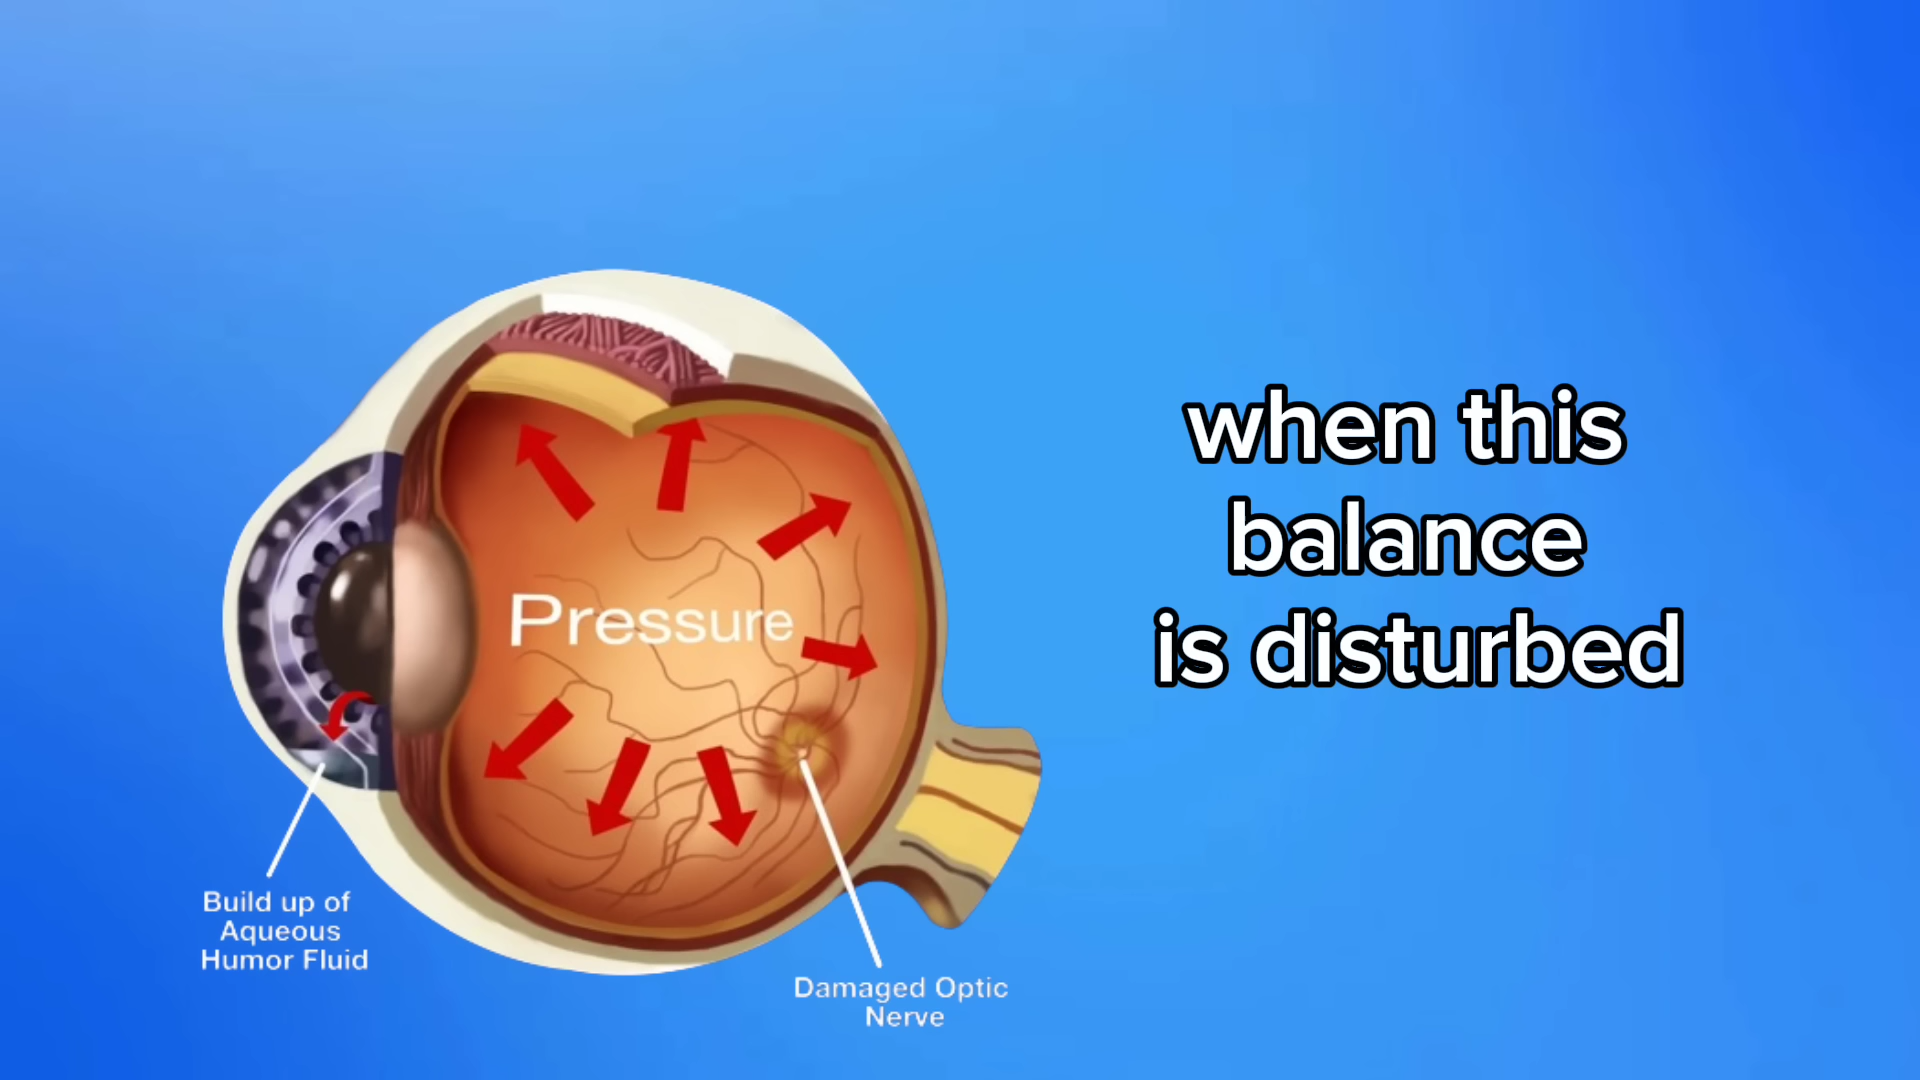 when this
balance
is disturbed
Pressure
Build up of
Aqueous
Humor Fluid
Damaged Optic
Nerve